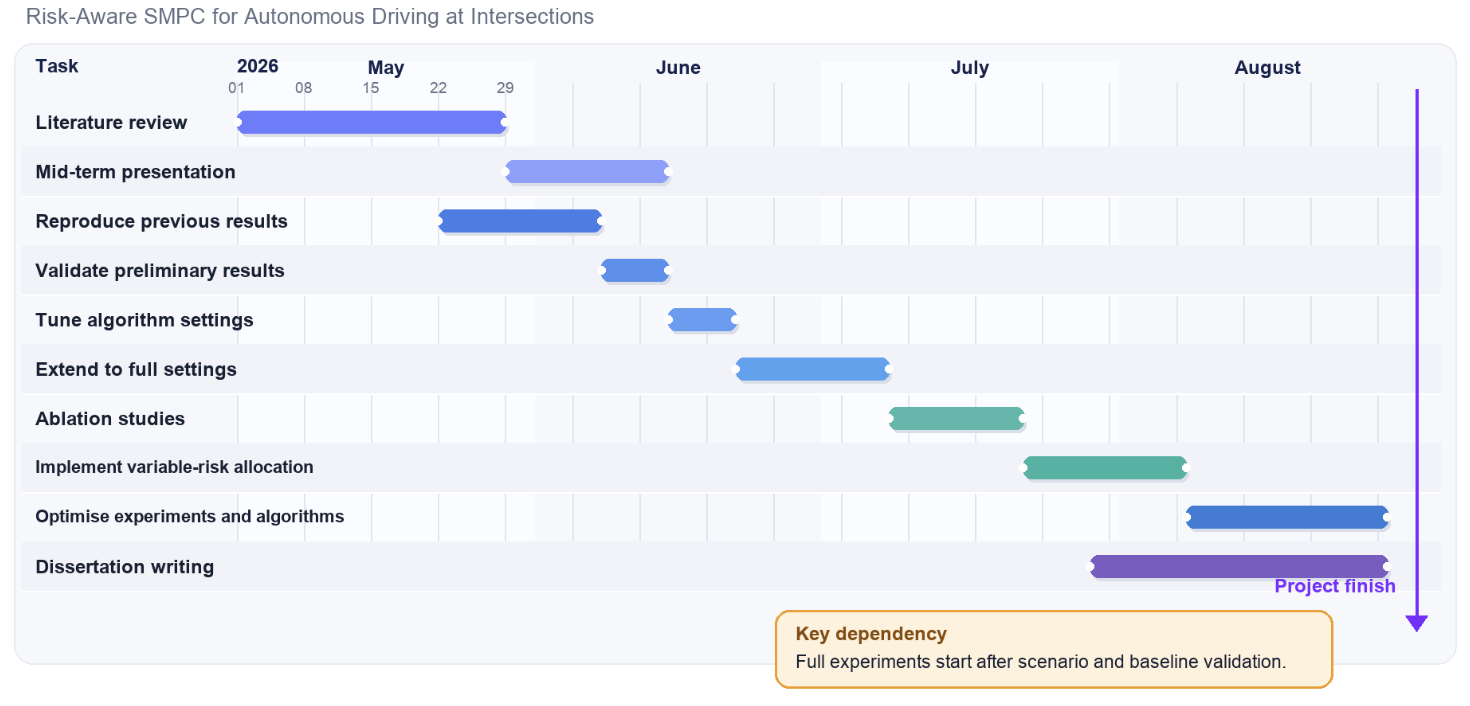 Risk-Aware SMPC for Autonomous Driving at Intersections
Task 2026 May June July August
01 08 15 22 29
Literature review
Mid-term presentation
Reproduce previous results
Validate preliminary results
Tune algorithm settings
Extend to full settings
Ablation studies
Implement variable-risk allocation
Optimise experiments and algorithms
Dissertation writing
Project finish
Key dependency
Full experiments start after scenario and baseline validation.